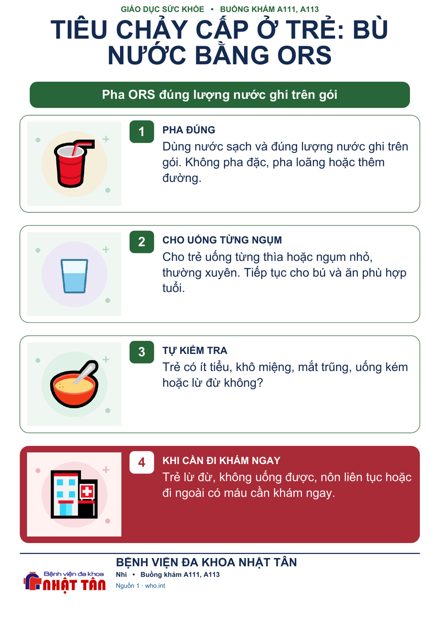 GIÁO DỤC SỨC KHỎE • BUỒNG KHÁM A111, A113
TIÊU CHẢY CẤP Ở TRẺ: BÙ
NƯỚC BẰNG ORS
Pha ORS đúng lượng nước ghi trên gói
1
PHA ĐÚNG
Dùng nước sạch và đúng lượng nước ghi trên
gói. Không pha đặc, pha loãng hoặc thêm
đường.
2
CHO UỐNG TỪNG NGỤM
Cho trẻ uống từng thìa hoặc ngụm nhỏ,
thường xuyên. Tiếp tục cho bú và ăn phù hợp
tuổi.
3
TỰ KIỂM TRA
Trẻ có ít tiểu, khô miệng, mắt trũng, uống kém
hoặc lừ đừ không?
4
KHI CẦN ĐI KHÁM NGAY
Trẻ lừ đừ, không uống được, nôn liên tục hoặc
đi ngoài có máu cần khám ngay.
Bệnh viện đa khoa
NHẬT TÂN
BỆNH VIỆN ĐA KHOA NHẬT TÂN
Nhi • Buồng khám A111, A113
Nguồn 1 · who.int